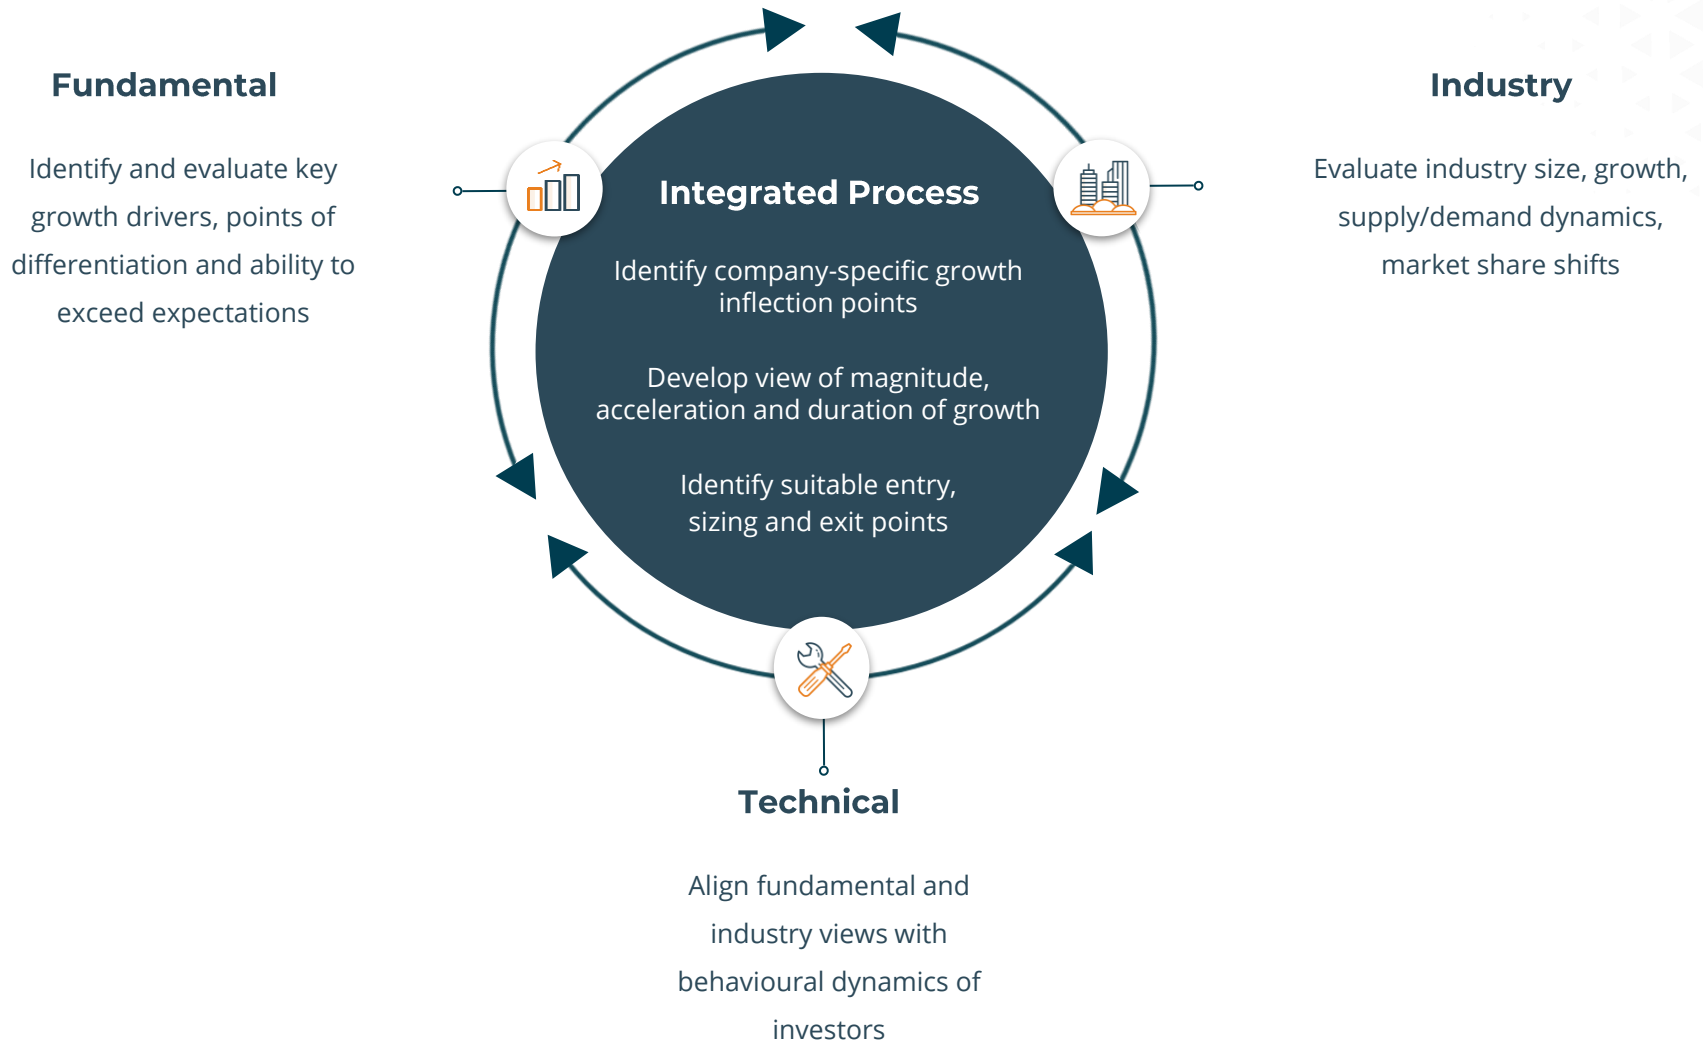 Fundamental
Identify and evaluate key
growth drivers, points of
differentiation and ability to
exceed expectations
Integrated Process
Identify company-specific growth
inflection points
Develop view of magnitude,
acceleration and duration of growth
Identify suitable entry,
sizing and exit points
Industry
Evaluate industry size, growth,
supply/demand dynamics,
market share shifts
Technical
Align fundamental and
industry views with
behavioural dynamics of
investors